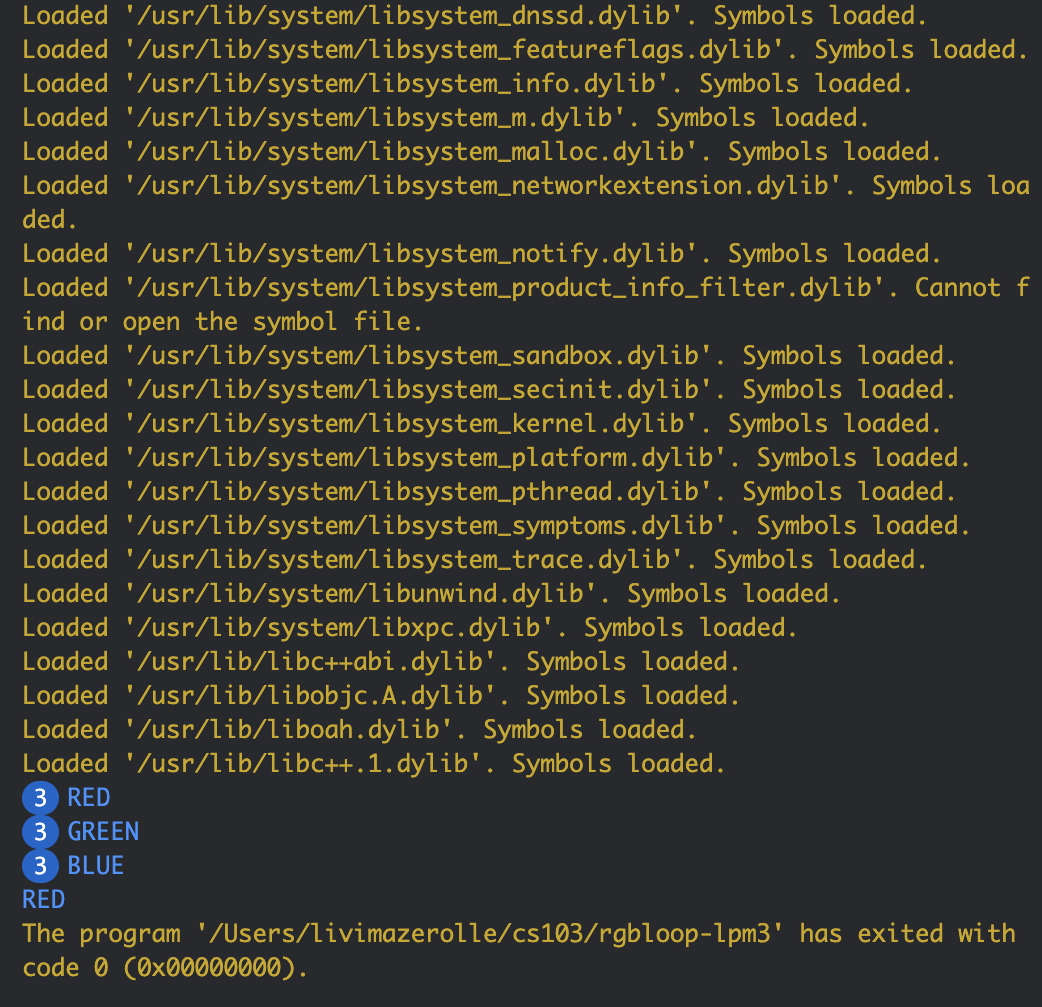 Loaded '/usr/lib/system/libsystem_dnssd.dylib'. Symbols loaded.
Loaded '/usr/lib/system/libsystem_featureflags.dylib'. Symbols loaded.
Loaded '/usr/lib/system/libsystem_info.dylib'. Symbols loaded.
Loaded '/usr/lib/system/libsystem_m.dylib'. Symbols loaded.
Loaded '/usr/lib/system/libsystem_malloc.dylib'. Symbols loaded.
Loaded '/usr/lib/system/libsystem_networkextension.dylib'. Symbols loa
ded.
Loaded '/usr/lib/system/libsystem_notify.dylib'. Symbols loaded.
Loaded '/usr/lib/system/libsystem_product_info_filter.dylib'. Cannot f
ind or open the symbol file.
Loaded '/usr/lib/system/libsystem_sandbox.dylib'. Symbols loaded.
Loaded '/usr/lib/system/libsystem_secinit.dylib'. Symbols loaded.
Loaded '/usr/lib/system/libsystem_kernel.dylib'. Symbols loaded.
Loaded '/usr/lib/system/libsystem_platform.dylib'. Symbols loaded.
Loaded '/usr/lib/system/libsystem_pthread.dylib'. Symbols loaded.
Loaded '/usr/lib/system/libsystem_symptoms.dylib'. Symbols loaded.
Loaded '/usr/lib/system/libsystem_trace.dylib'. Symbols loaded.
Loaded '/usr/lib/system/libunwind.dylib'. Symbols loaded.
Loaded '/usr/lib/system/libxpc.dylib'. Symbols loaded.
Loaded '/usr/lib/libc++abi.dylib'. Symbols loaded.
Loaded '/usr/lib/libobjc.A.dylib'. Symbols loaded.
Loaded '/usr/lib/liboah.dylib'. Symbols loaded.
Loaded '/usr/lib/libc++.1.dylib'. Symbols loaded.
3 RED
3 GREEN
3 BLUE
RED
The program '/Users/livimazerolle/cs103/rgbloop-lpm3' has exited with
code 0 (0x00000000).